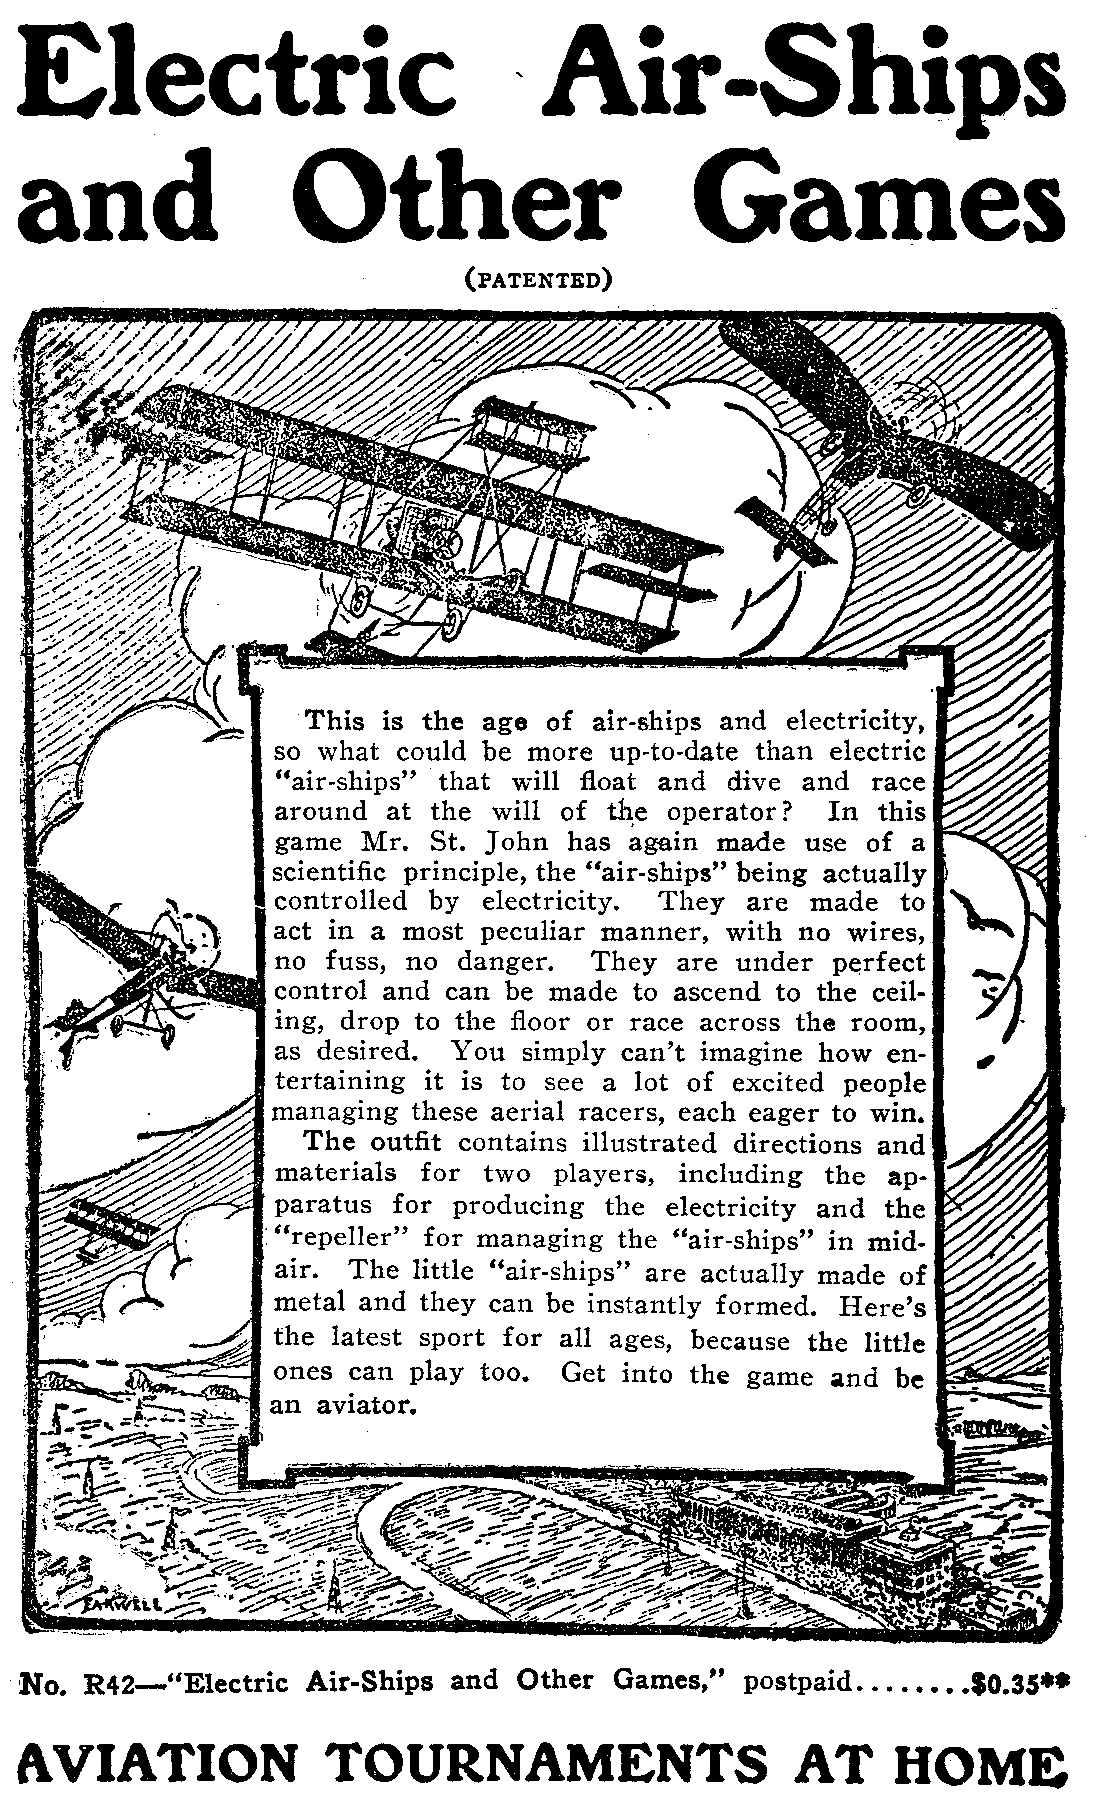 Electric Air-Ships
and Other Games
(PATENTED)
This is the age of air-ships and electricity,
so what could be more up-to-date than electric
“air-ships” that will float and dive and race
around at the will of the operator? In this
game Mr. St. John has again made use of a
scientific principle, the “air-ships” being actually
controlled by electricity. They are made to
act in a most peculiar manner, with no wires,
no fuss, no danger. They are under perfect
control and can be made to ascend to the ceil-
ing, drop to the floor or race across the room,
as desired. You simply can’t imagine how en-
tertaining it is to see a lot of excited people
managing these aerial racers, each eager to win.
The outfit contains illustrated directions and
materials for two players, including the ap-
paratus for producing the electricity and the
“repeller” for managing the “air-ships” in mid-
air. The little “air-ships” are actually made of
metal and they can be instantly formed. Here’s
the latest sport for all ages, because the little
ones can play too. Get into the game and be
an aviator.
No. R42—“Electric Air-Ships and Other Games,” postpaid........$0.35**
AVIATION TOURNAMENTS AT HOME